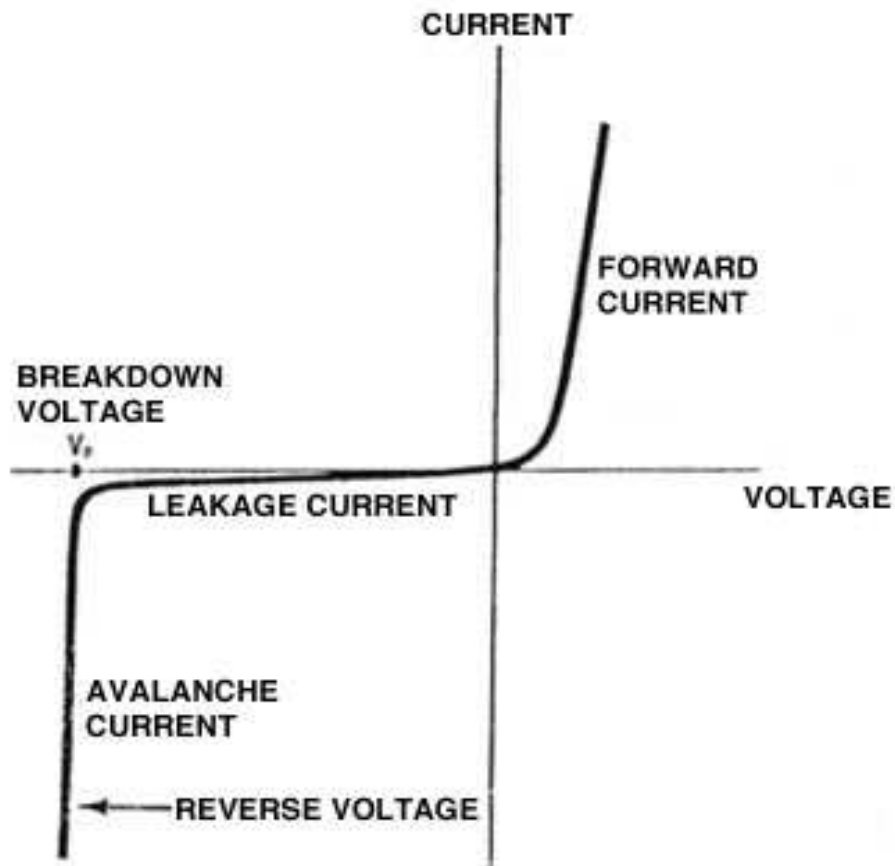 CURRENT
FORWARD
CURRENT
BREAKDOWN
VOLTAGE
LEAKAGE CURRENT
VOLTAGE
AVALANCHE
CURRENT
REVERSE VOLTAGE